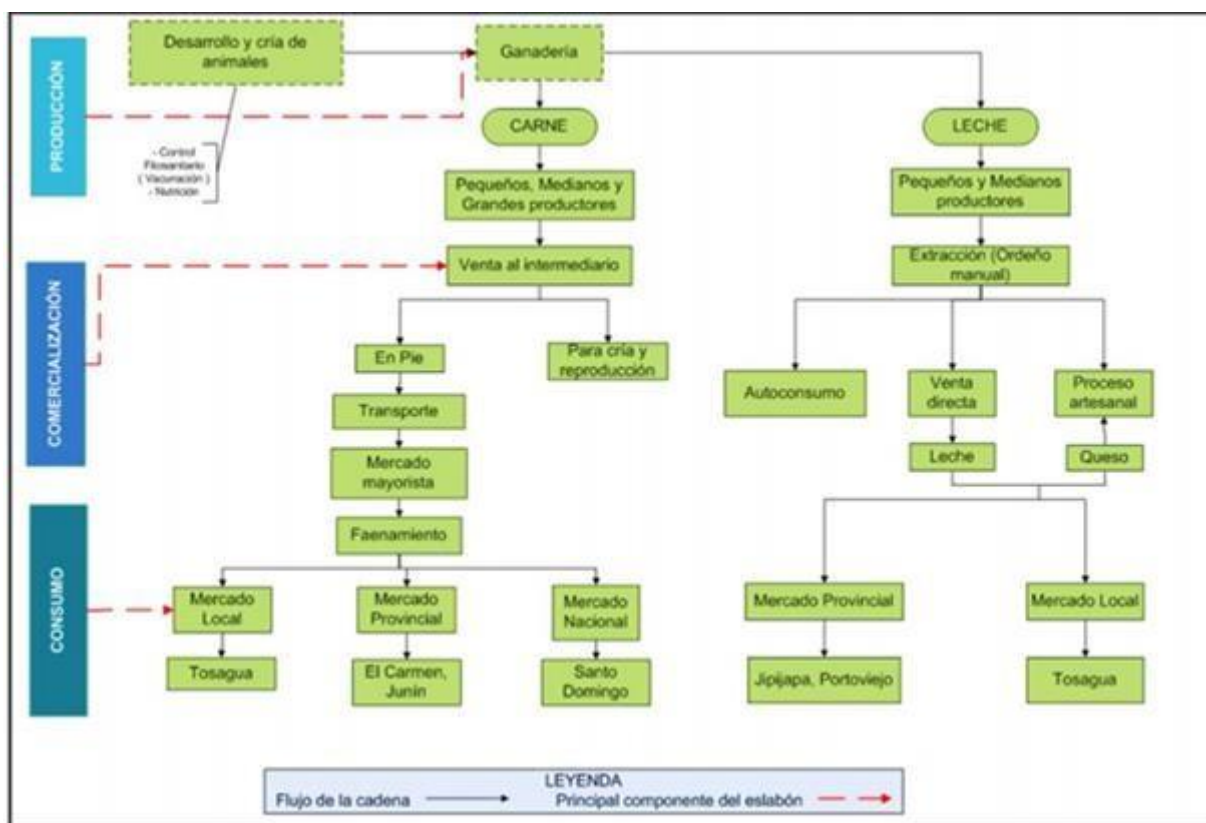 PRODUCCIÓN
Desarrollo y cría de
animales
Ganadería
- Control
Fitosanitario
( Vacunación )
- Nutrición
CARNE
LECHE
Pequeños, Medianos y
Grandes productores
Pequeños y Medianos
productores
COMERCIALIZACIÓN
Venta al intermediario
Extracción (Ordeño
manual)
En Pie
Para cría y
reproducción
Autoconsumo
Venta
directa
Proceso
artesanal
Transporte
Mercado
mayorista
Leche
Queso
CONSUMO
Faenamiento
Mercado
Local
Mercado
Provincial
Mercado
Nacional
Mercado Provincial
Mercado Local
Tosagua
El Carmen,
Junín
Santo
Domingo
Jipijapa, Portoviejo
Tosagua
LEYENDA
Flujo de la cadena
Principal componente del eslabón